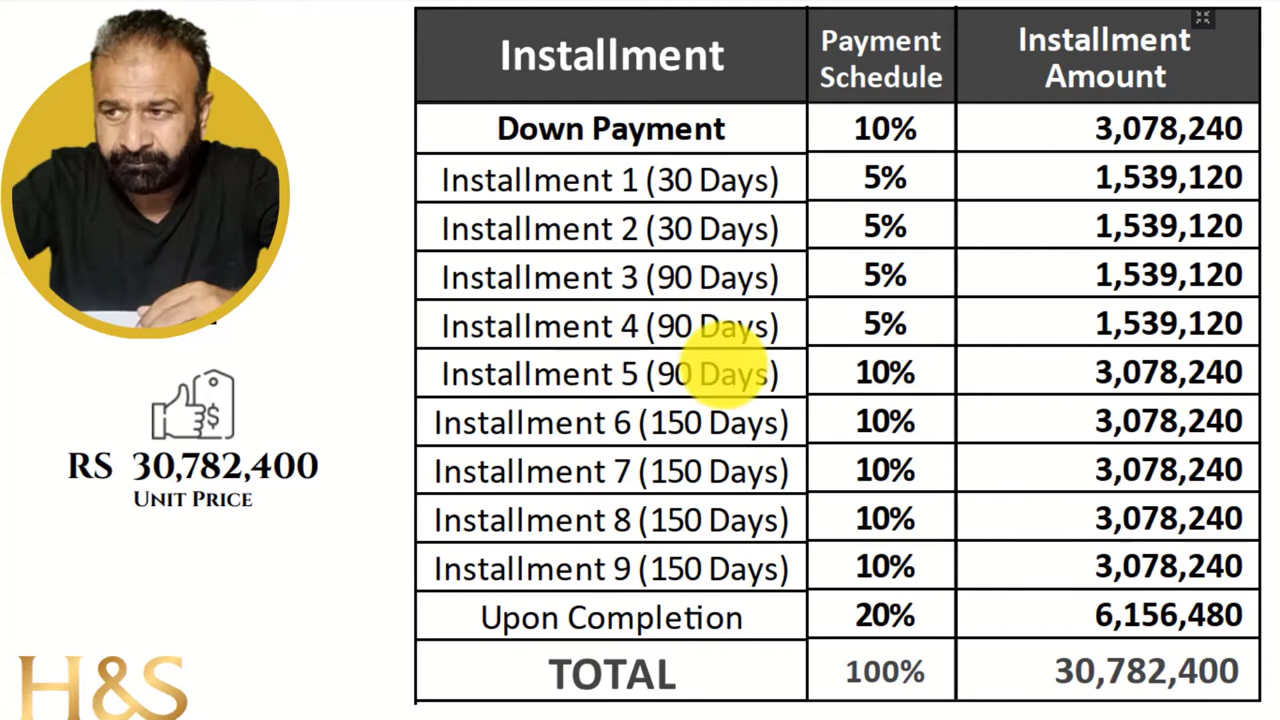 Installment Payment Schedule Installment Amount
Down Payment 10% 3,078,240
Installment 1 (30 Days) 5% 1,539,120
Installment 2 (30 Days) 5% 1,539,120
Installment 3 (90 Days) 5% 1,539,120
Installment 4 (90 Days) 5% 1,539,120
Installment 5 (90 Days) 10% 3,078,240
Installment 6 (150 Days) 10% 3,078,240
Installment 7 (150 Days) 10% 3,078,240
Installment 8 (150 Days) 10% 3,078,240
Installment 9 (150 Days) 10% 3,078,240
Upon Completion 20% 6,156,480
TOTAL 100% 30,782,400
$
RS 30,782,400
UNIT PRICE
H&S